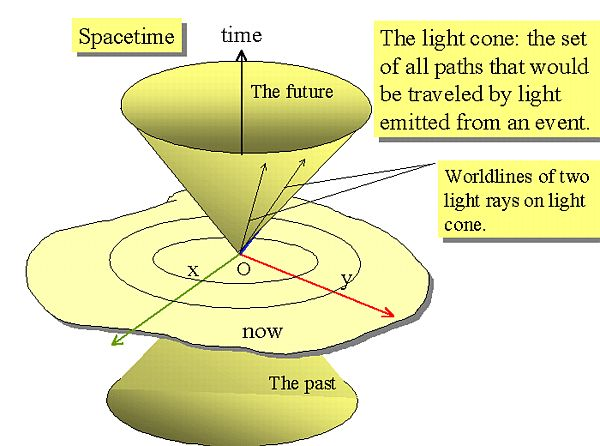 Spacetime
time
The light cone: the set
of all paths that would
be traveled by light
emitted from an event.
The future
Worldlines of two
light rays on light
cone.
x
O
y
now
The past